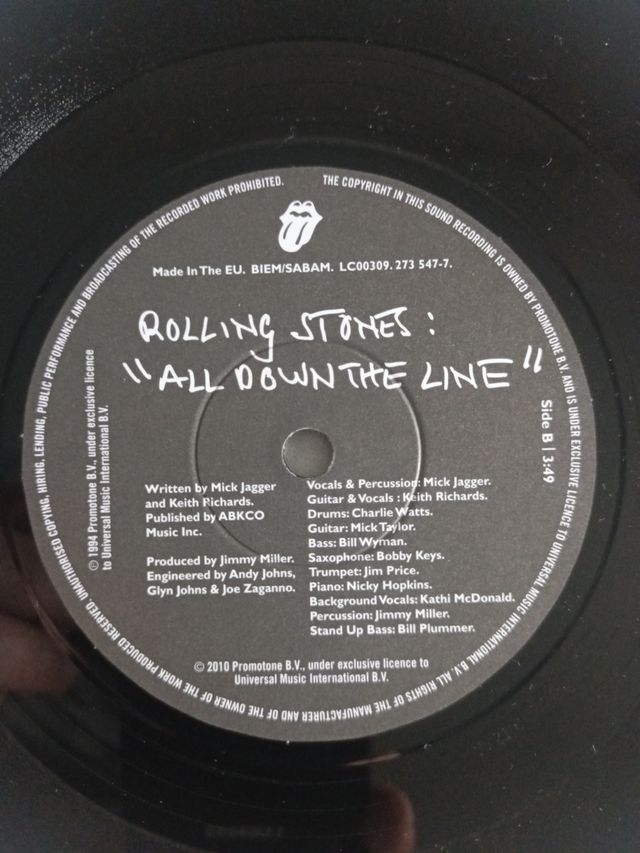 THE COPYRIGHT IN THIS SOUND RECORDING IS OWNED BY PROMOTONE B.V. AND IS UNDER EXCLUSIVE LICENCE TO UNIVERSAL MUSIC INTERNATIONAL B.V. ALL RIGHTS OF THE MANUFACTURER AND OF THE OWNER OF THE WORK PRODUCED RESERVED. UNAUTHORISED COPYING, HIRING, LENDING, PUBLIC PERFORMANCE AND BROADCASTING OF THE RECORDED WORK PROHIBITED.
Made In The EU. BIEM/SABAM. LC00309. 273 547-7.
ROLLING STONES:
"ALL DOWN THE LINE"
Side B | 3:49
℗ 1994 Promotone B.V., under exclusive licence
to Universal Music International B.V.
Written by Mick Jagger
and Keith Richards.
Published by ABKCO
Music Inc.
Produced by Jimmy Miller.
Engineered by Andy Johns,
Glyn Johns & Joe Zaganno.
Vocals & Percussion: Mick Jagger.
Guitar & Vocals : Keith Richards.
Drums: Charlie Watts.
Guitar: Mick Taylor.
Bass: Bill Wyman.
Saxophone: Bobby Keys.
Trumpet: Jim Price.
Piano: Nicky Hopkins.
Background Vocals: Kathi McDonald.
Percussion: Jimmy Miller.
Stand Up Bass: Bill Plummer.
© 2010 Promotone B.V., under exclusive licence to
Universal Music International B.V.